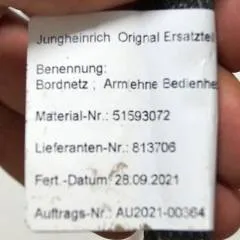 Jungheinrich Orignal Ersatzteil
Benennung:
Bordnetz ; Armlehne Bedienhe
Material-Nr.: 51593072
Lieferanten-Nr.: 813706
Fert.-Datum: 28.09.2021
Auftrags-Nr.: AU2021-00364